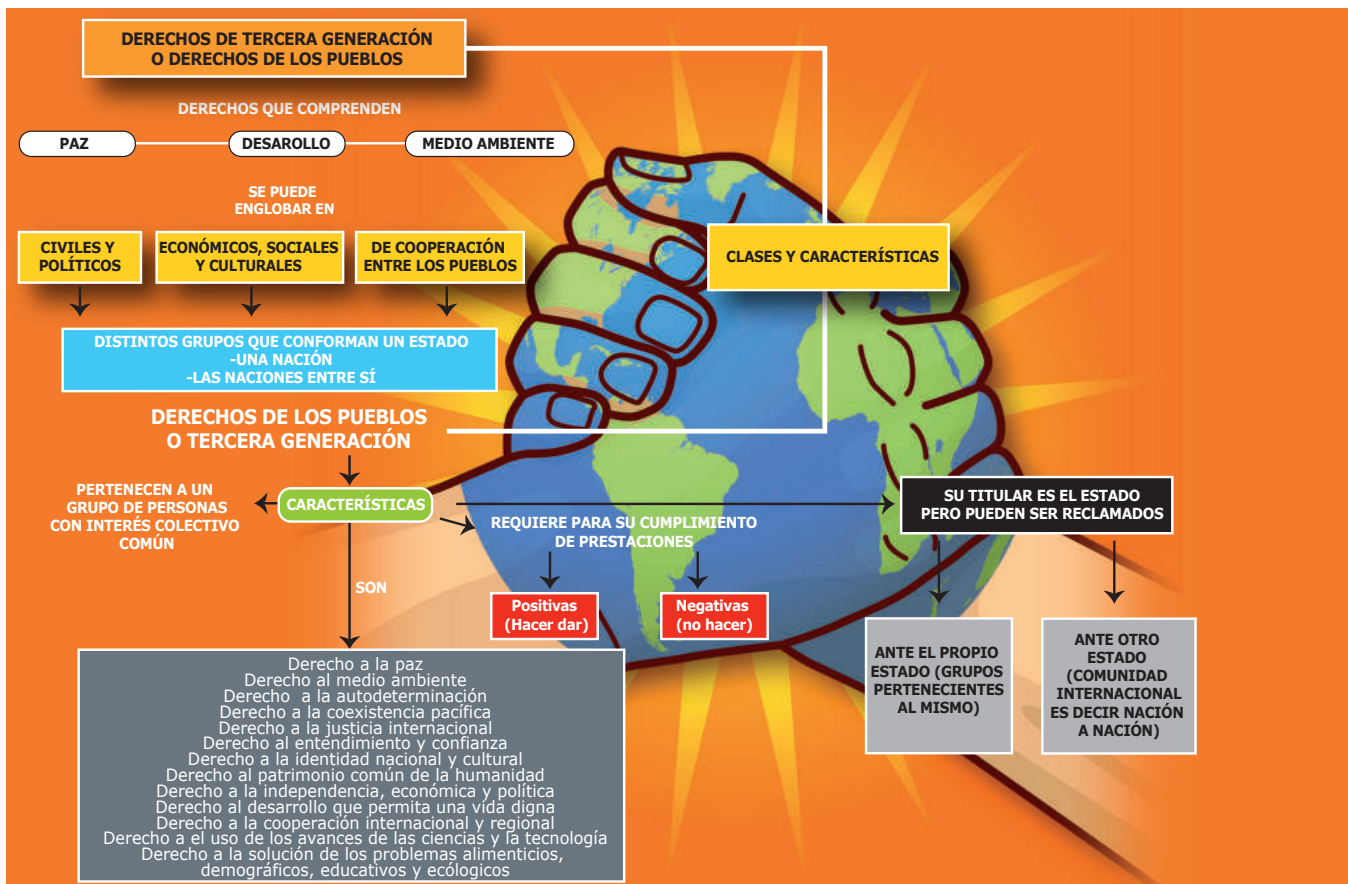 DERECHOS DE TERCERA GENERACIÓN
O DERECHOS DE LOS PUEBLOS
DERECHOS QUE COMPRENDEN
PAZ
DESAROLLO
MEDIO AMBIENTE
SE PUEDE
ENGLOBAR EN
CIVILES Y
POLÍTICOS
ECONÓMICOS, SOCIALES
Y CULTURALES
DE COOPERACIÓN
ENTRE LOS PUEBLOS
CLASES Y CARACTERÍSTICAS
DISTINTOS GRUPOS QUE CONFORMAN UN ESTADO
-UNA NACIÓN
-LAS NACIONES ENTRE SÍ
DERECHOS DE LOS PUEBLOS
O TERCERA GENERACIÓN
PERTENECEN A UN
GRUPO DE PERSONAS
CON INTERÉS COLECTIVO
COMÚN
CARACTERÍSTICAS
REQUIERE PARA SU CUMPLIMIENTO
DE PRESTACIONES
SU TITULAR ES EL ESTADO
PERO PUEDEN SER RECLAMADOS
SON
Positivas
(Hacer dar)
Negativas
(no hacer)
ANTE EL PROPIO
ESTADO (GRUPOS
PERTENECIENTES
AL MISMO)
ANTE OTRO
ESTADO
(COMUNIDAD
INTERNACIONAL
ES DECIR NACIÓN
A NACIÓN)
Derecho a la paz
Derecho al medio ambiente
Derecho a la autodeterminación
Derecho a la coexistencia pacífica
Derecho a la justicia internacional
Derecho al entendimiento y confianza
Derecho a la identidad nacional y cultural
Derecho al patrimonio común de la humanidad
Derecho a la independencia, económica y política
Derecho al desarrollo que permita una vida digna
Derecho a la cooperación internacional y regional
Derecho a el uso de los avances de las ciencias y la tecnología
Derecho a la solución de los problemas alimenticios,
demográficos, educativos y ecólogicos